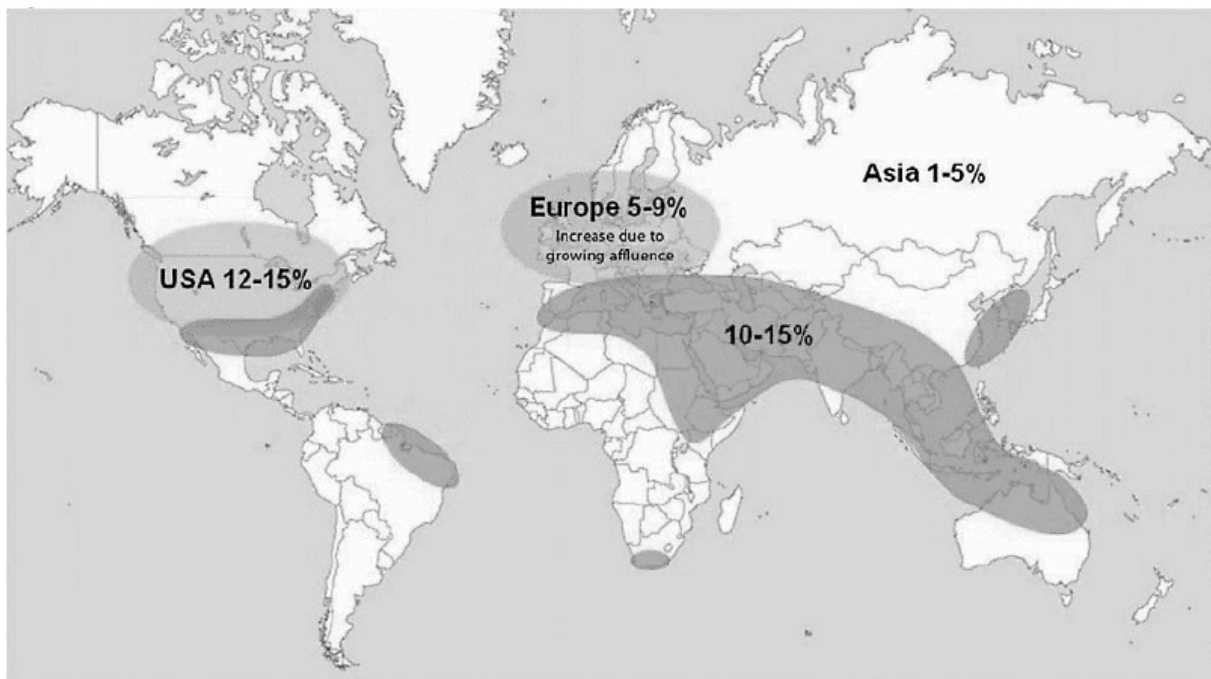 Asia 1-5%
Europe 5-9%
Increase due to
growing affluence
USA 12-15%
10-15%